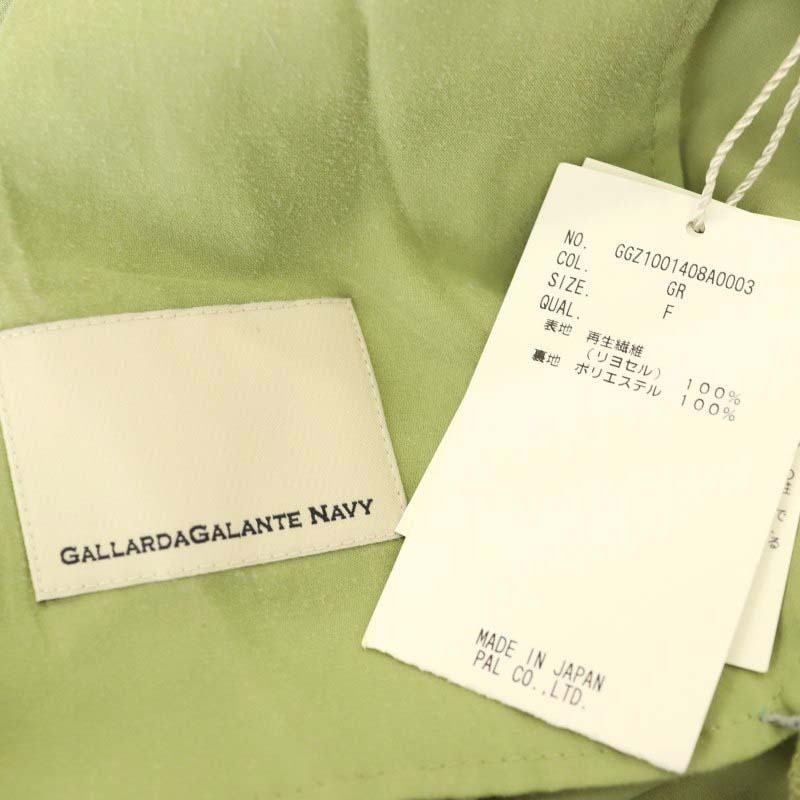 GALLARDAGALANTE NAVY
NO. GGZ1001408A0003
COL. GR
SIZE. F
QUAL.
表地 再生繊維
(リヨセル) 100%
裏地 ポリエステル 100%
MADE IN JAPAN
PAL CO.,LTD.